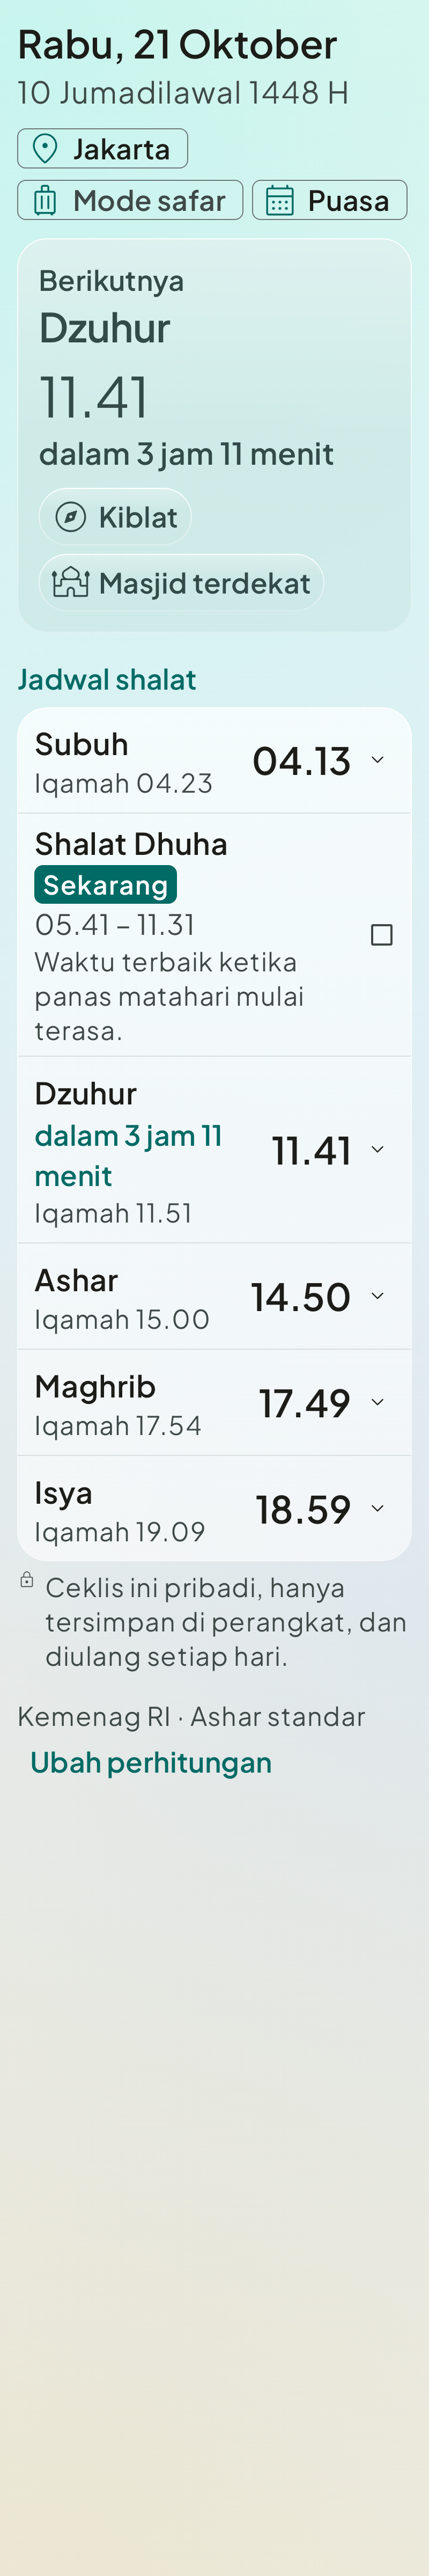 Rabu, 21 Oktober
10 Jumadilawal 1448 H
Jakarta
Mode safar
Puasa
Berikutnya
Dzuhur
11.41
dalam 3 jam 11 menit
Kiblat
Masjid terdekat
Jadwal shalat
Subuh
Iqamah 04.23
04.13
Shalat Dhuha
Sekarang
05.41 – 11.31
Waktu terbaik ketika
panas matahari mulai
terasa.
Dzuhur
dalam 3 jam 11
menit
Iqamah 11.51
11.41
Ashar
Iqamah 15.00
14.50
Maghrib
Iqamah 17.54
17.49
Isya
Iqamah 19.09
18.59
Ceklis ini pribadi, hanya
tersimpan di perangkat, dan
diulang setiap hari.
Kemenag RI · Ashar standar
Ubah perhitungan